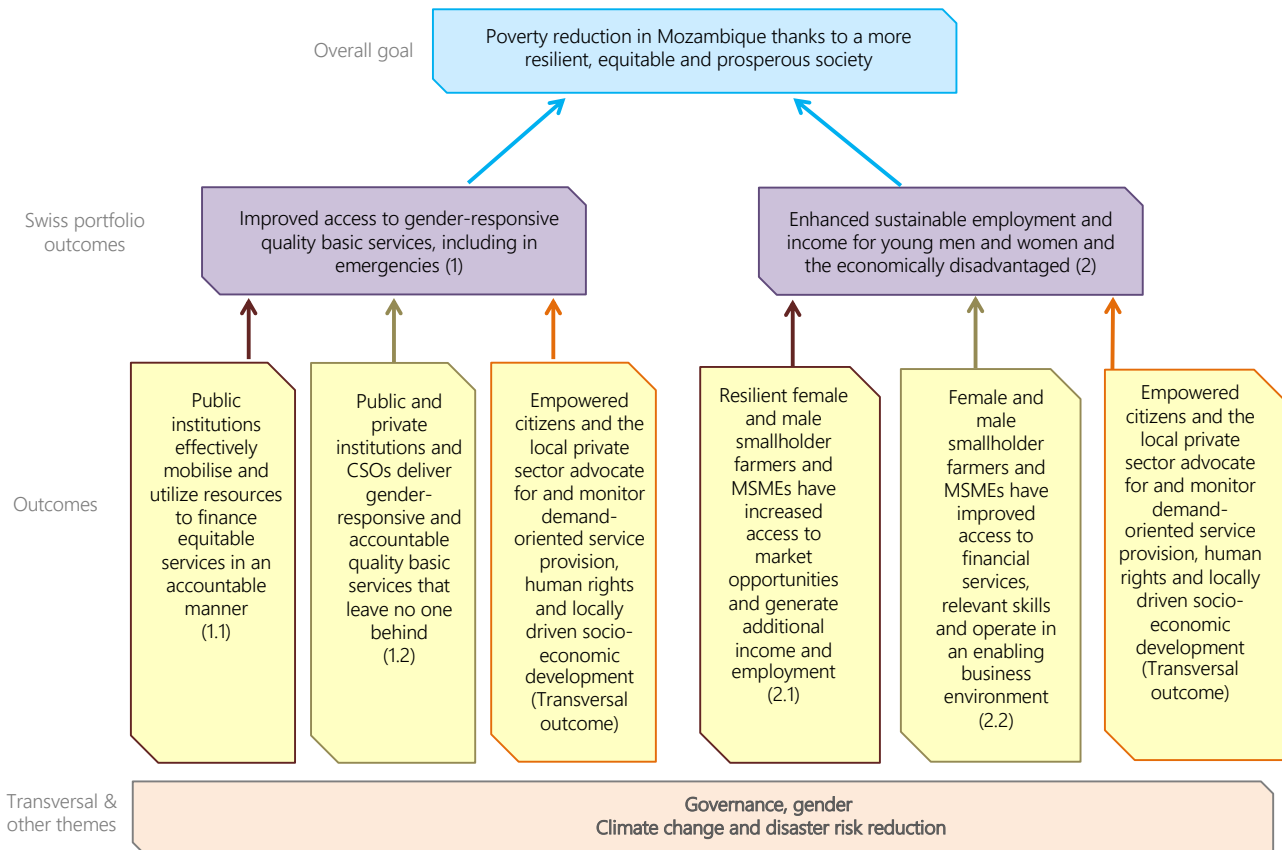 Overall goal
Poverty reduction in Mozambique thanks to a more
resilient, equitable and prosperous society
Swiss portfolio
outcomes
Improved access to gender-responsive
quality basic services, including in
emergencies (1)
Enhanced sustainable employment and
income for young men and women and
the economically disadvantaged (2)
Outcomes
Public
institutions
effectively
mobilise and
utilize resources
to finance
equitable
services in an
accountable
manner
(1.1)
Public and
private
institutions and
CSOs deliver
gender-
responsive and
accountable
quality basic
services that
leave no one
behind
(1.2)
Empowered
citizens and the
local private
sector advocate
for and monitor
demand-
oriented service
provision,
human rights
and locally
driven socio-
economic
development
(Transversal
outcome)
Resilient female
and male
smallholder
farmers and
MSMEs have
increased
access to
market
opportunities
and generate
additional
income and
employment
(2.1)
Female and
male
smallholder
farmers and
MSMEs have
improved
access to
financial
services,
relevant skills
and operate in
an enabling
business
environment
(2.2)
Empowered
citizens and the
local private
sector advocate
for and monitor
demand-
oriented service
provision, human
rights and locally
driven socio-
economic
development
(Transversal
outcome)
Transversal &
other themes
Governance, gender
Climate change and disaster risk reduction